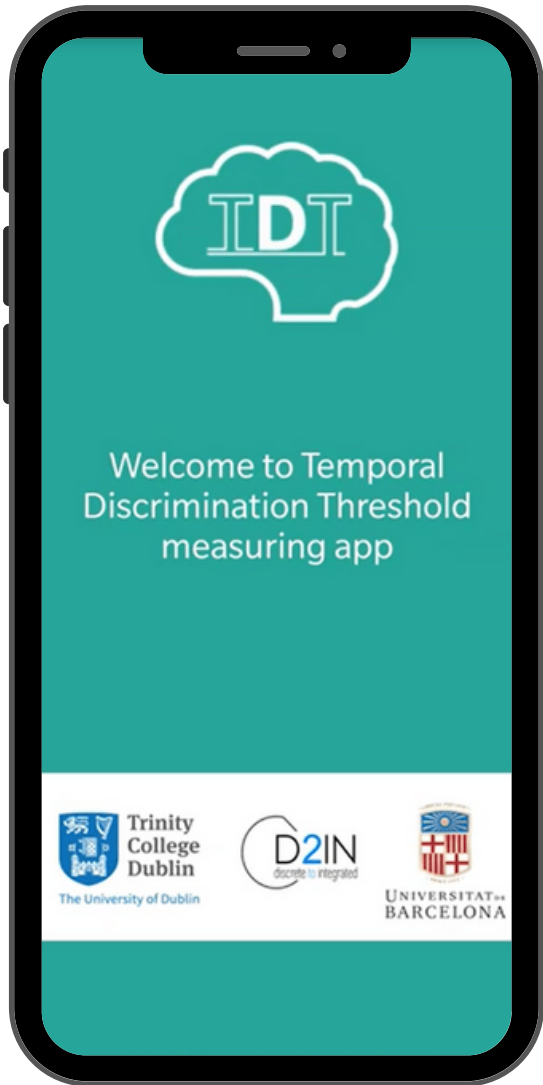 IDI
Welcome to Temporal
Discrimination Threshold
measuring app
Trinity
College
Dublin
The University of Dublin
D2IN
discrete to integrated
UNIVERSITAT DE
BARCELONA